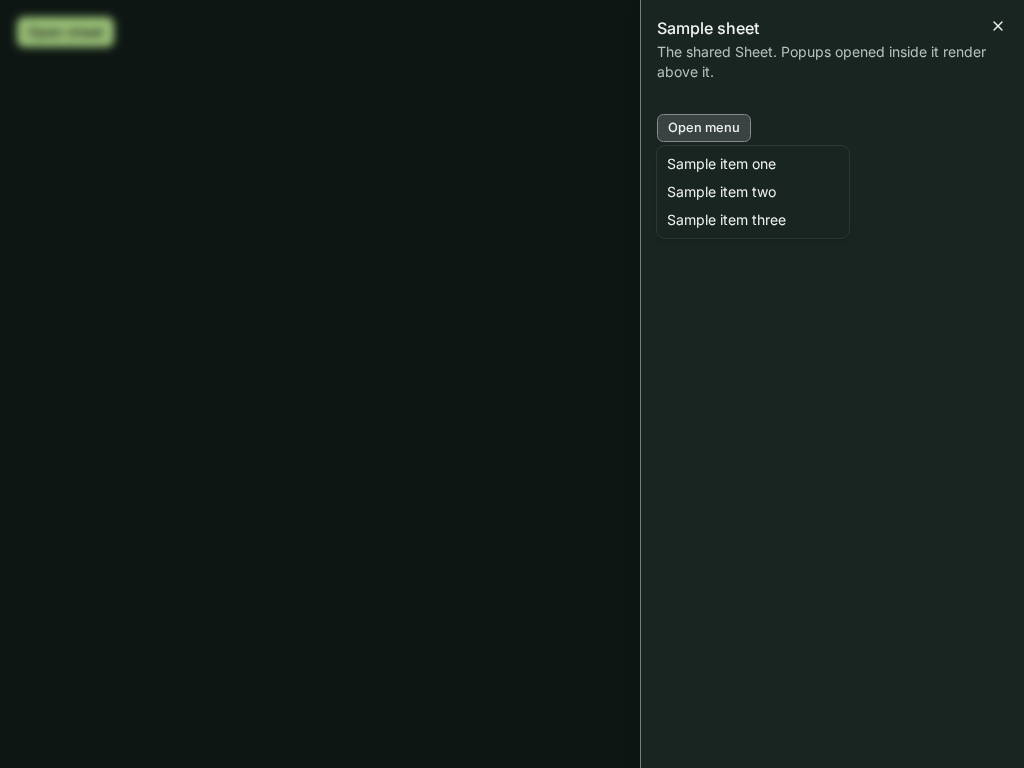 Sample sheet
The shared Sheet. Popups opened inside it render
above it.
Open menu
Sample item one
Sample item two
Sample item three